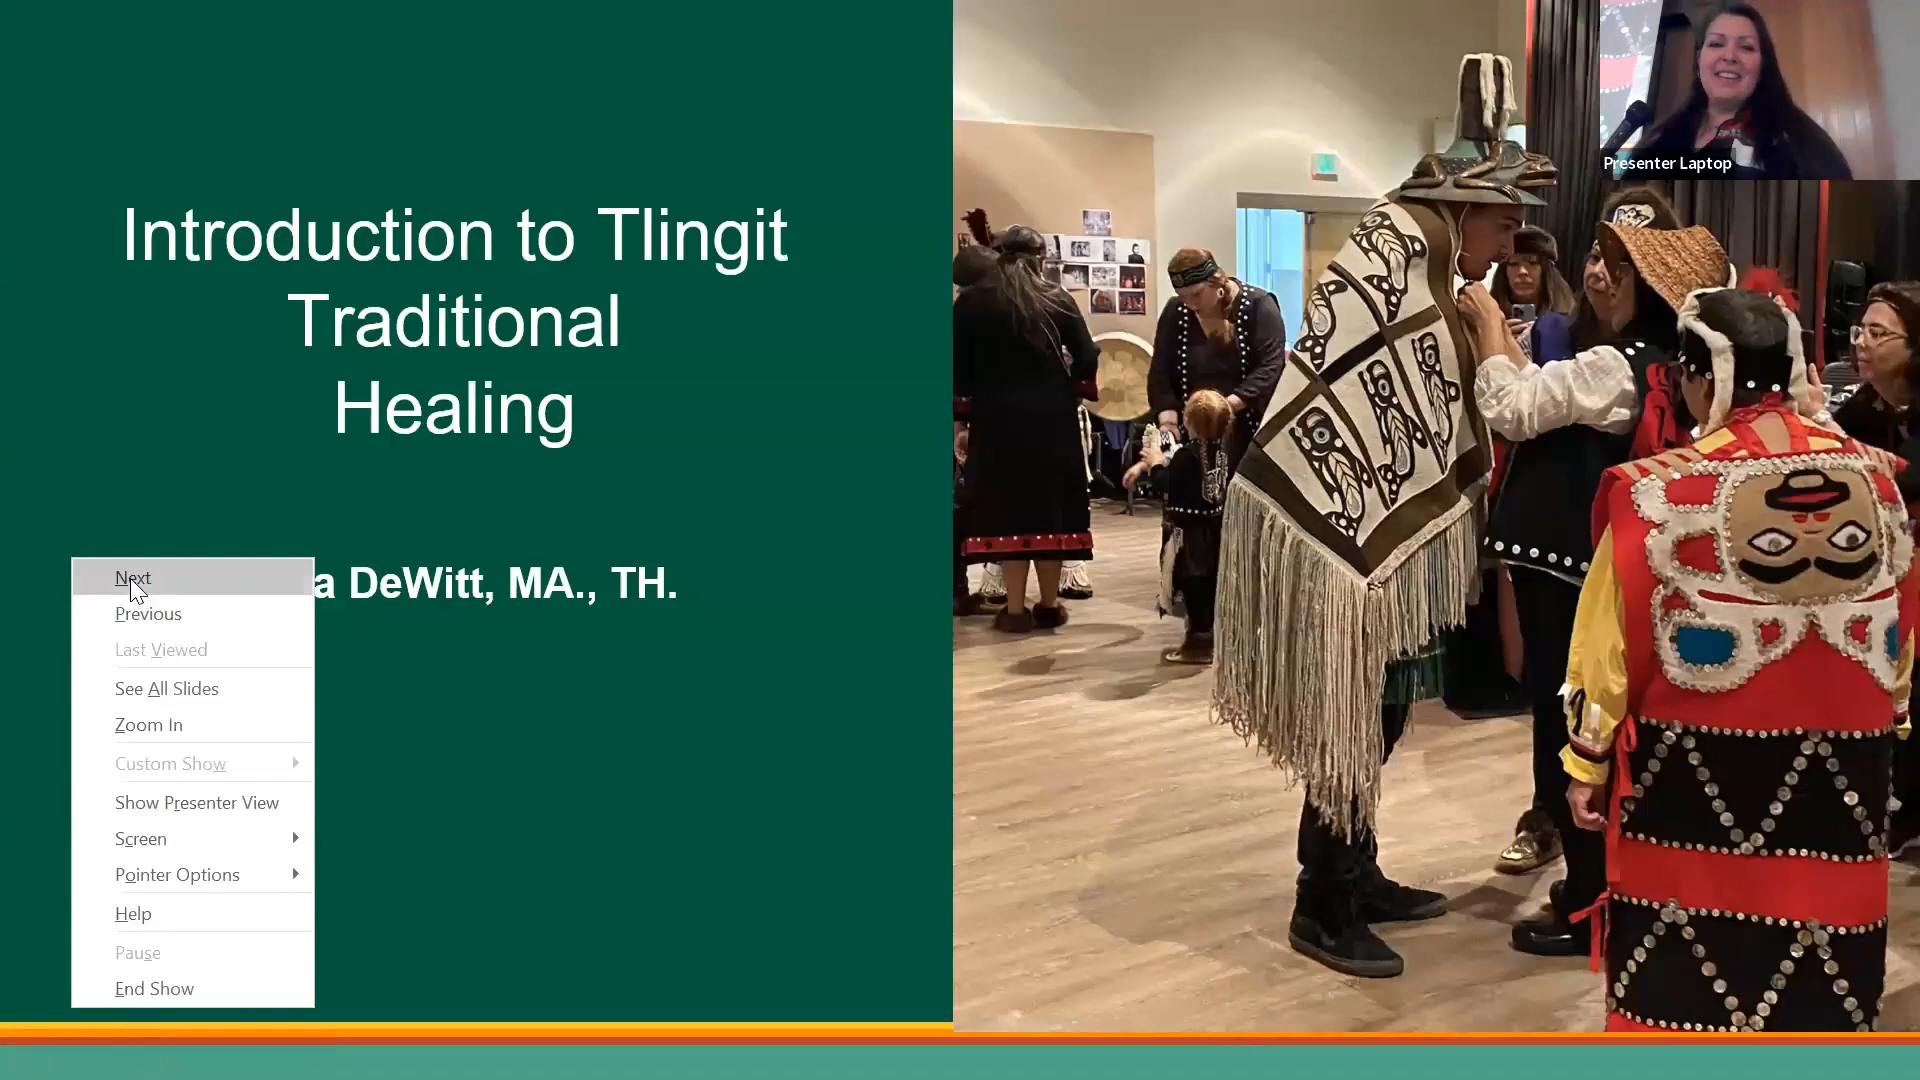 Introduction to Tlingit
Traditional
Healing
a DeWitt, MA., TH.
Next
Previous
Last Viewed
See All Slides
Zoom In
Custom Show
Show Presenter View
Screen
Pointer Options
Help
Pause
End Show
Presenter Laptop